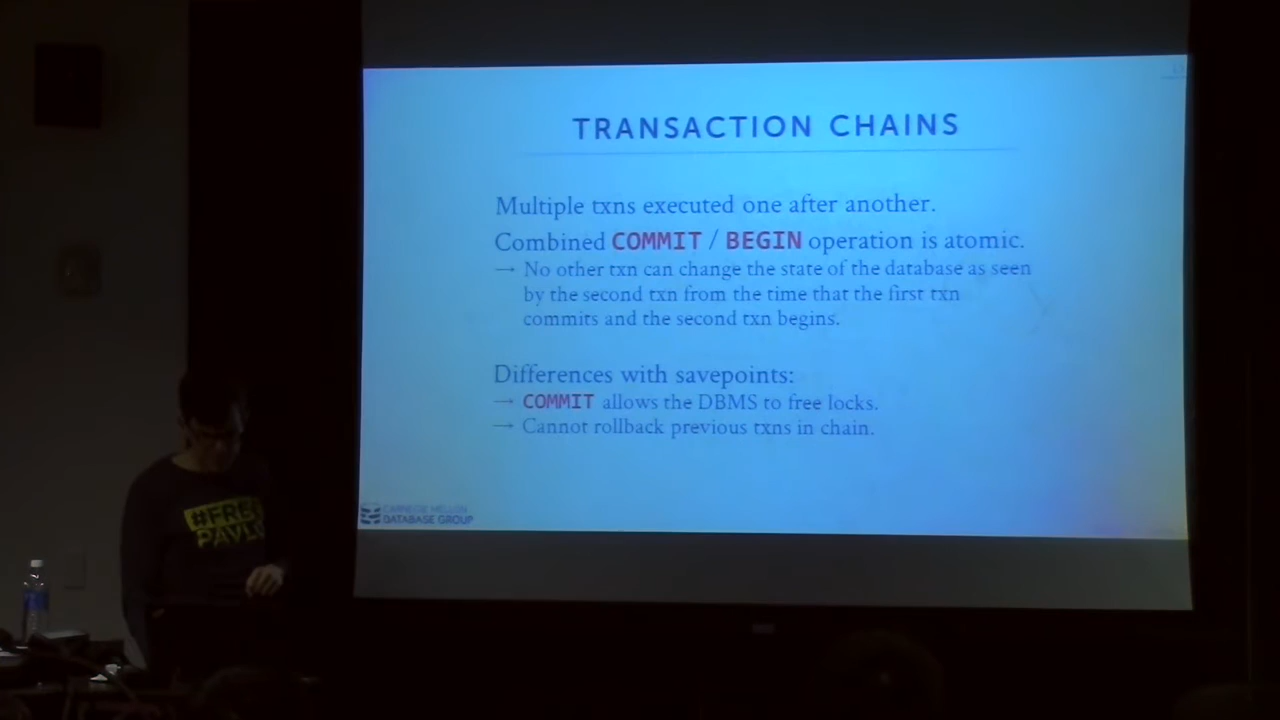 TRANSACTION CHAINS
Multiple txns executed one after another.
Combined COMMIT / BEGIN operation is atomic.
→ No other txn can change the state of the database as seen
by the second txn from the time that the first txn
commits and the second txn begins.
Differences with savepoints:
→ COMMIT allows the DBMS to free locks.
→ Cannot rollback previous txns in chain.
CARNEGIE MELLON
DATABASE GROUP
#FREE
PAVLO